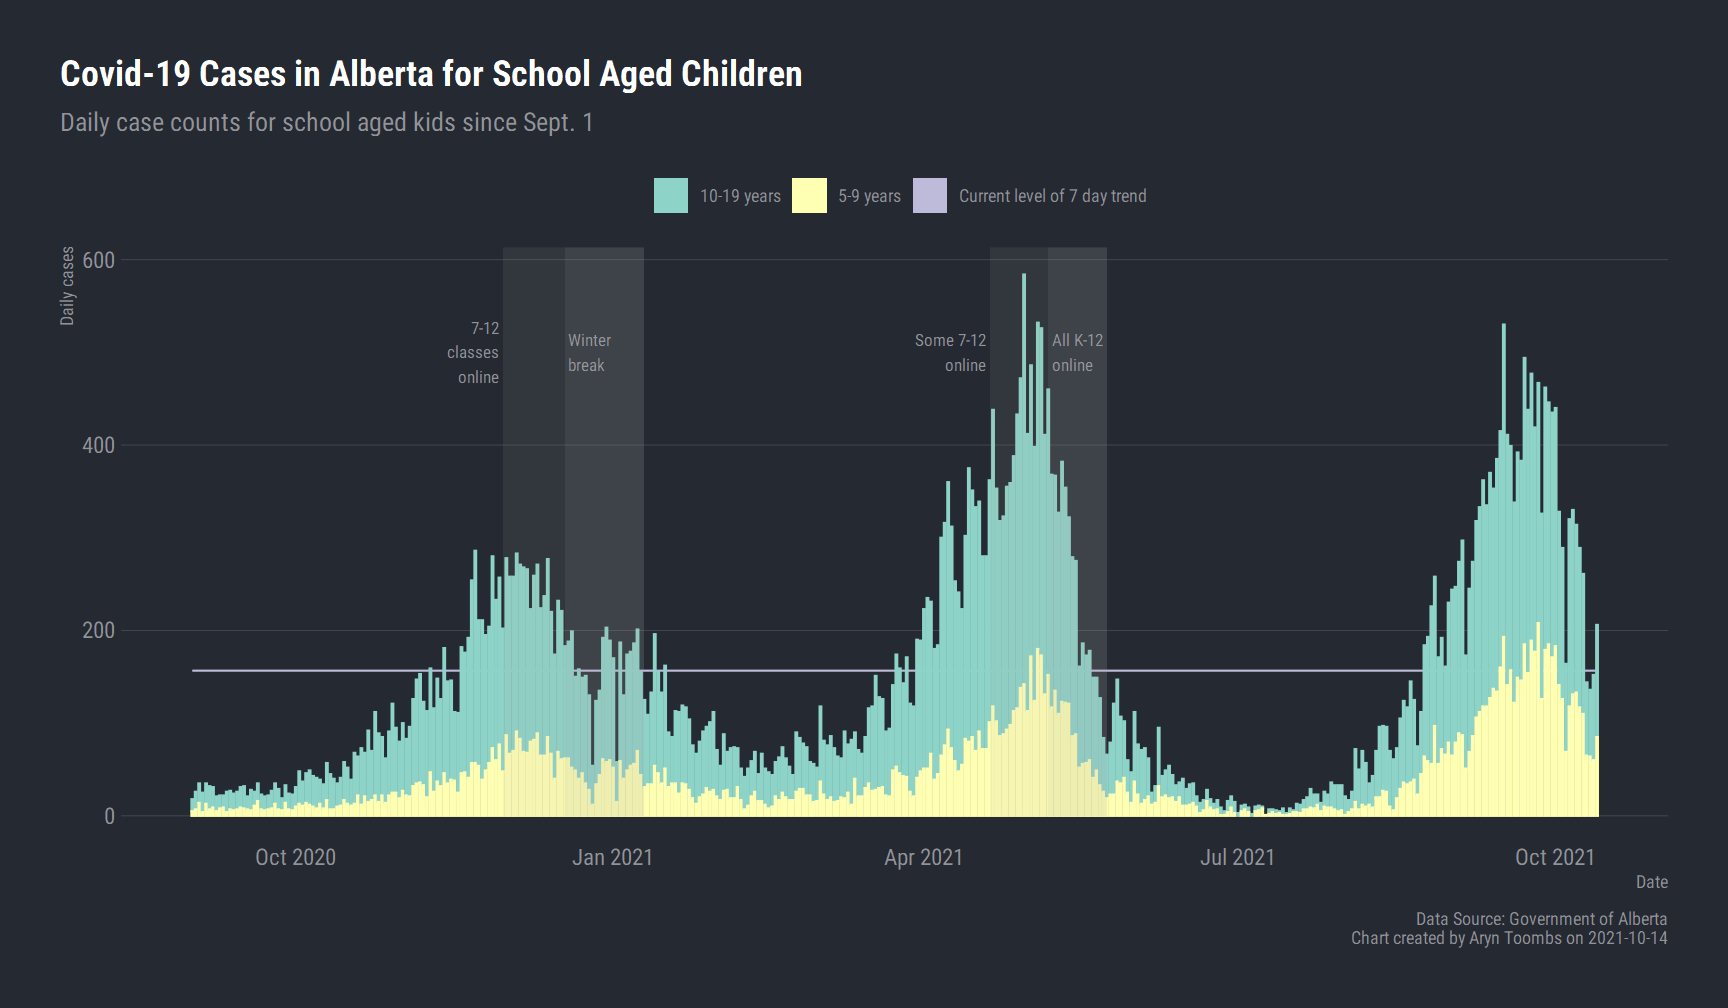 Covid-19 Cases in Alberta for School Aged Children
Daily case counts for school aged kids since Sept. 1
10-19 years
5-9 years
Current level of 7 day trend
Daily cases
600
400
200
0
7-12
classes
online
Winter
break
Some 7-12
online
All K-12
online
Oct 2020
Jan 2021
Apr 2021
Jul 2021
Oct 2021
Date
Data Source: Government of Alberta
Chart created by Aryn Toombs on 2021-10-14